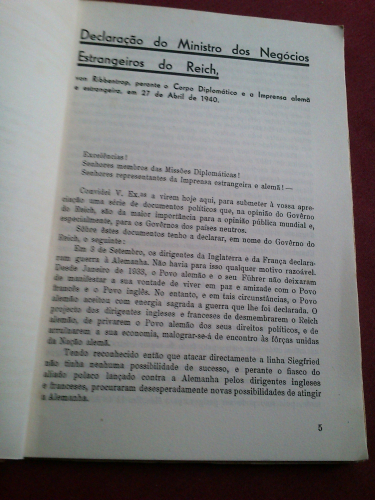 Declaração do Ministro dos Negócios
Estrangeiros do Reich,
von Ribbentrop, perante o Corpo Diplomático e a Imprensa alemã
e estrangeira, em 27 de Abril de 1940.
Excelências!
Senhores membros das Missões Diplomáticas!
Senhores representantes da Imprensa estrangeira e alemã! —
Convidei V. Ex.as a virem hoje aqui, para submeter à vossa apre-
ciação uma série de documentos políticos que, na opinião do Govêrno
do Reich, são da maior importância para a opinião pública mundial e,
especialmente, para os Governos dos países neutros.
Sôbre êstes documentos tenho a declarar, em nome do Govêrno do
Reich, o seguinte:
Em 3 de Setembro, os dirigentes da Inglaterra e da França declara-
ram guerra à Alemanha. Não havia para isso qualquer motivo razoável.
Desde Janeiro de 1933, o Povo alemão e o seu Führer não deixaram
de manifestar a sua vontade de viver em paz e amizade com o Povo
francês e o Povo inglês. No entanto, e em tais circunstâncias, o Povo
alemão aceitou com energia sagrada a guerra que lhe foi declarada. O
projecto dos dirigentes ingleses e franceses de desmembrarem o Reich
alemão, de privarem o Povo alemão dos seus direitos políticos, e de
arruinarem a sua economia, malograr-se-á de encontro às fôrças unidas
da Nação alemã.
Tendo reconhecido então que atacar directamente a linha Siegfried
não tinha nenhuma possibilidade de sucesso, e perante o fiasco do
aliado polaco lançado contra a Alemanha pelos dirigentes ingleses
e franceses, procuraram desesperadamente novas possibilidades de atingir
a Alemanha.
5